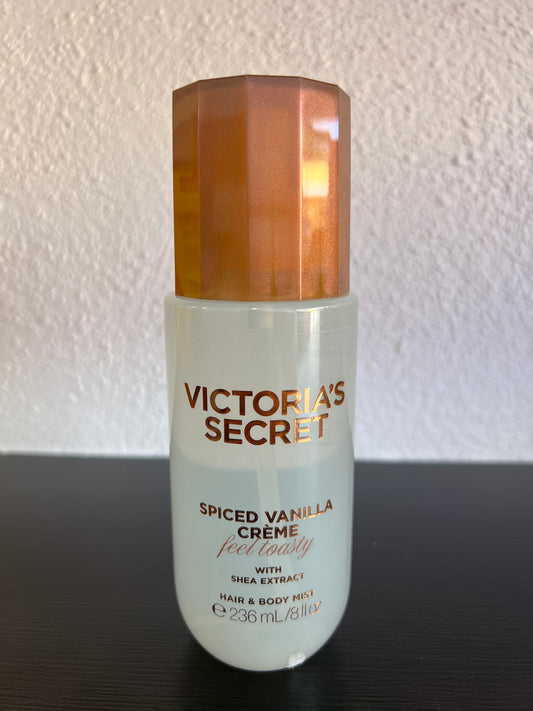 VICTORIA'S
SECRET
SPICED VANILLA
CRÈME
feel toasty
WITH
SHEA EXTRACT
HAIR & BODY MIST
℮ 236 mL/8 fl oz